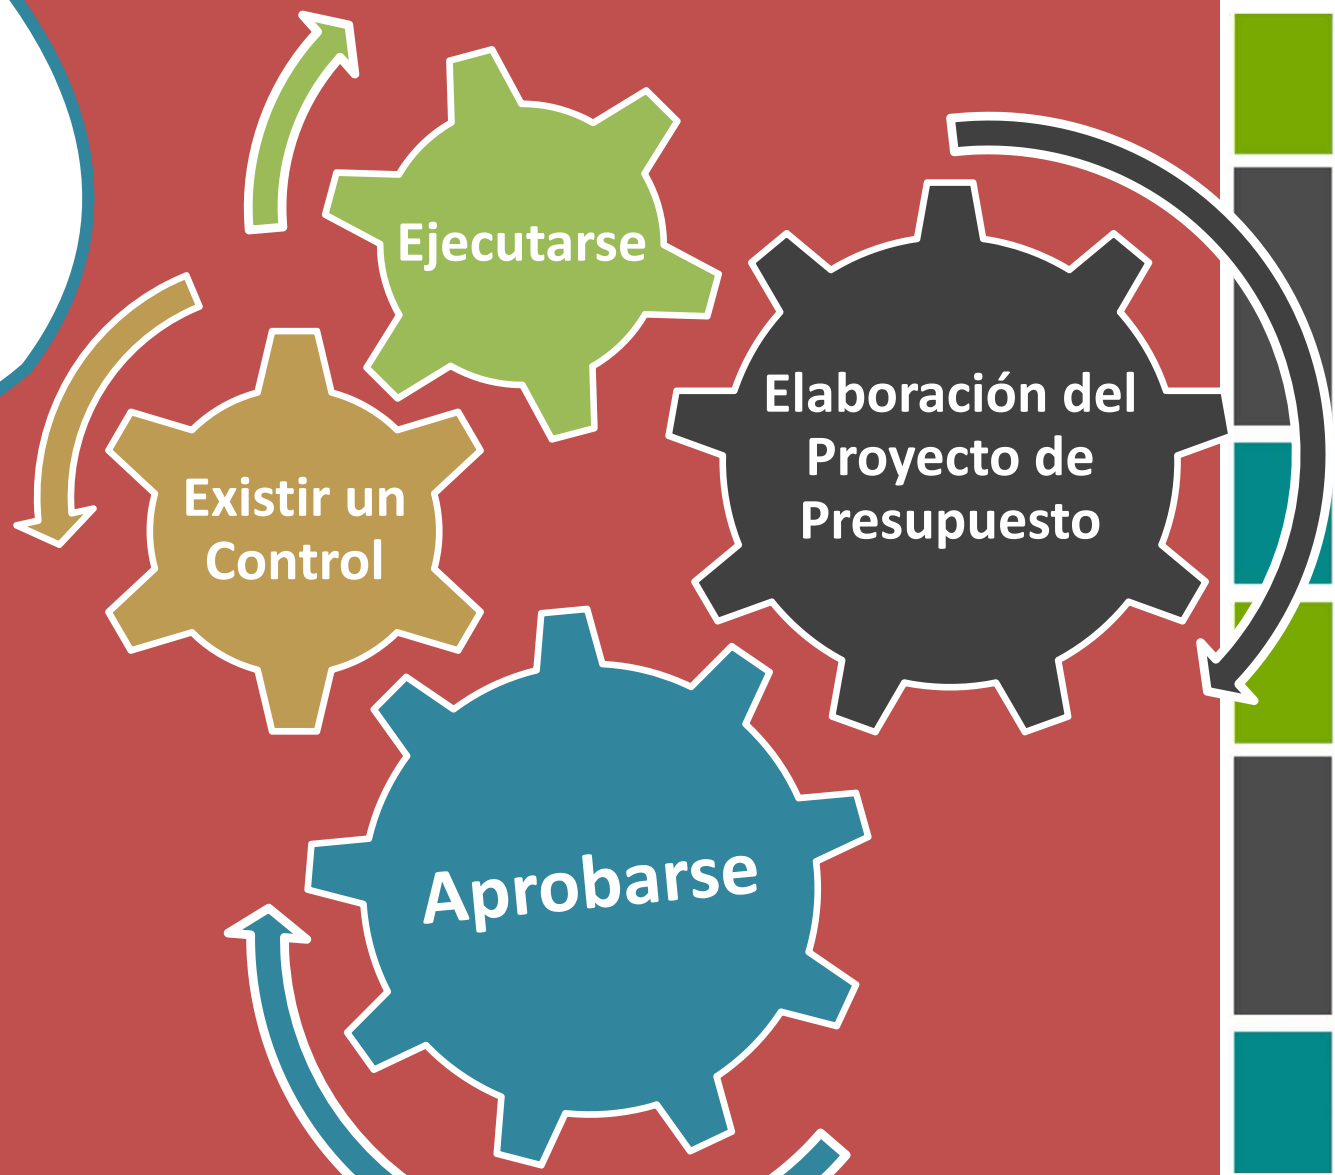 Ejecutarse
Elaboración del
Proyecto de
Presupuesto
Existir un
Control
Aprobarse